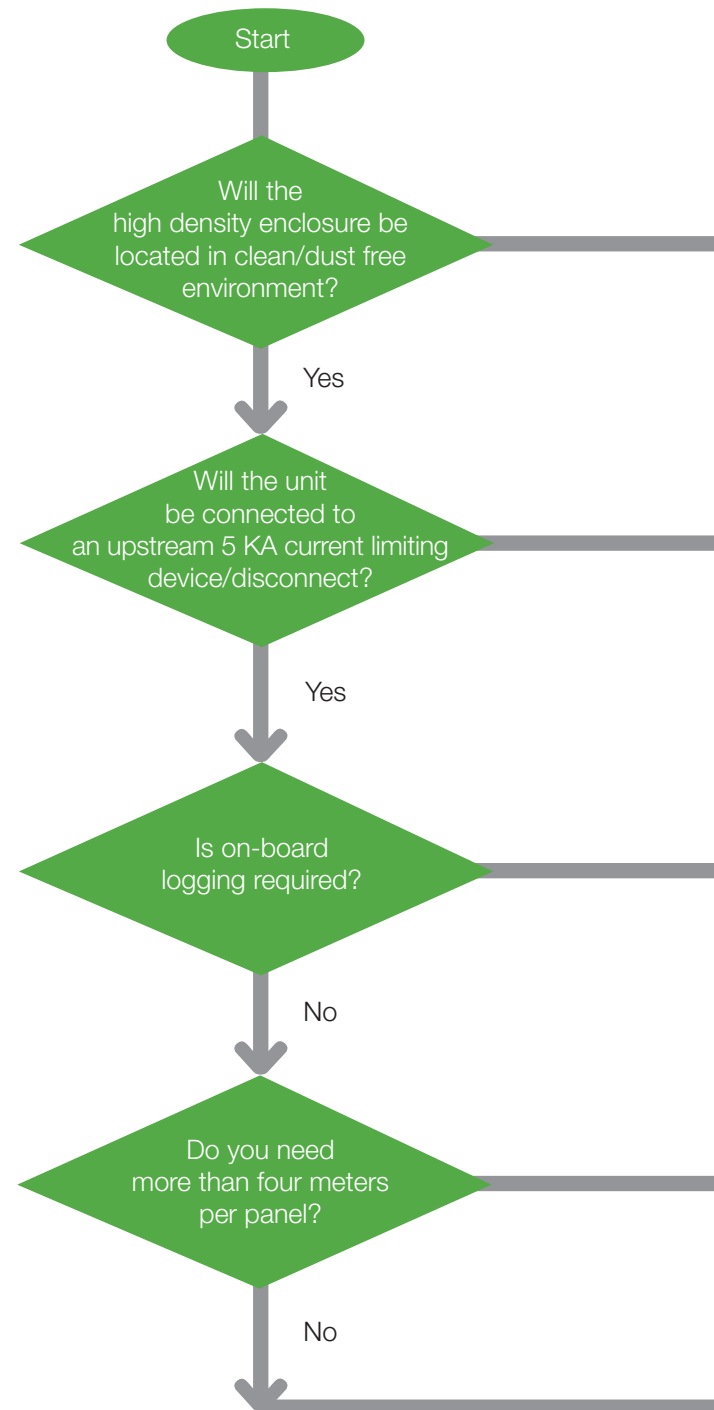 Start
Will the
high density enclosure be
located in clean/dust free
environment?
Yes
Will the unit
be connected to
an upstream 5 KA current limiting
device/disconnect?
Yes
Is on-board
logging required?
No
Do you need
more than four meters
per panel?
No